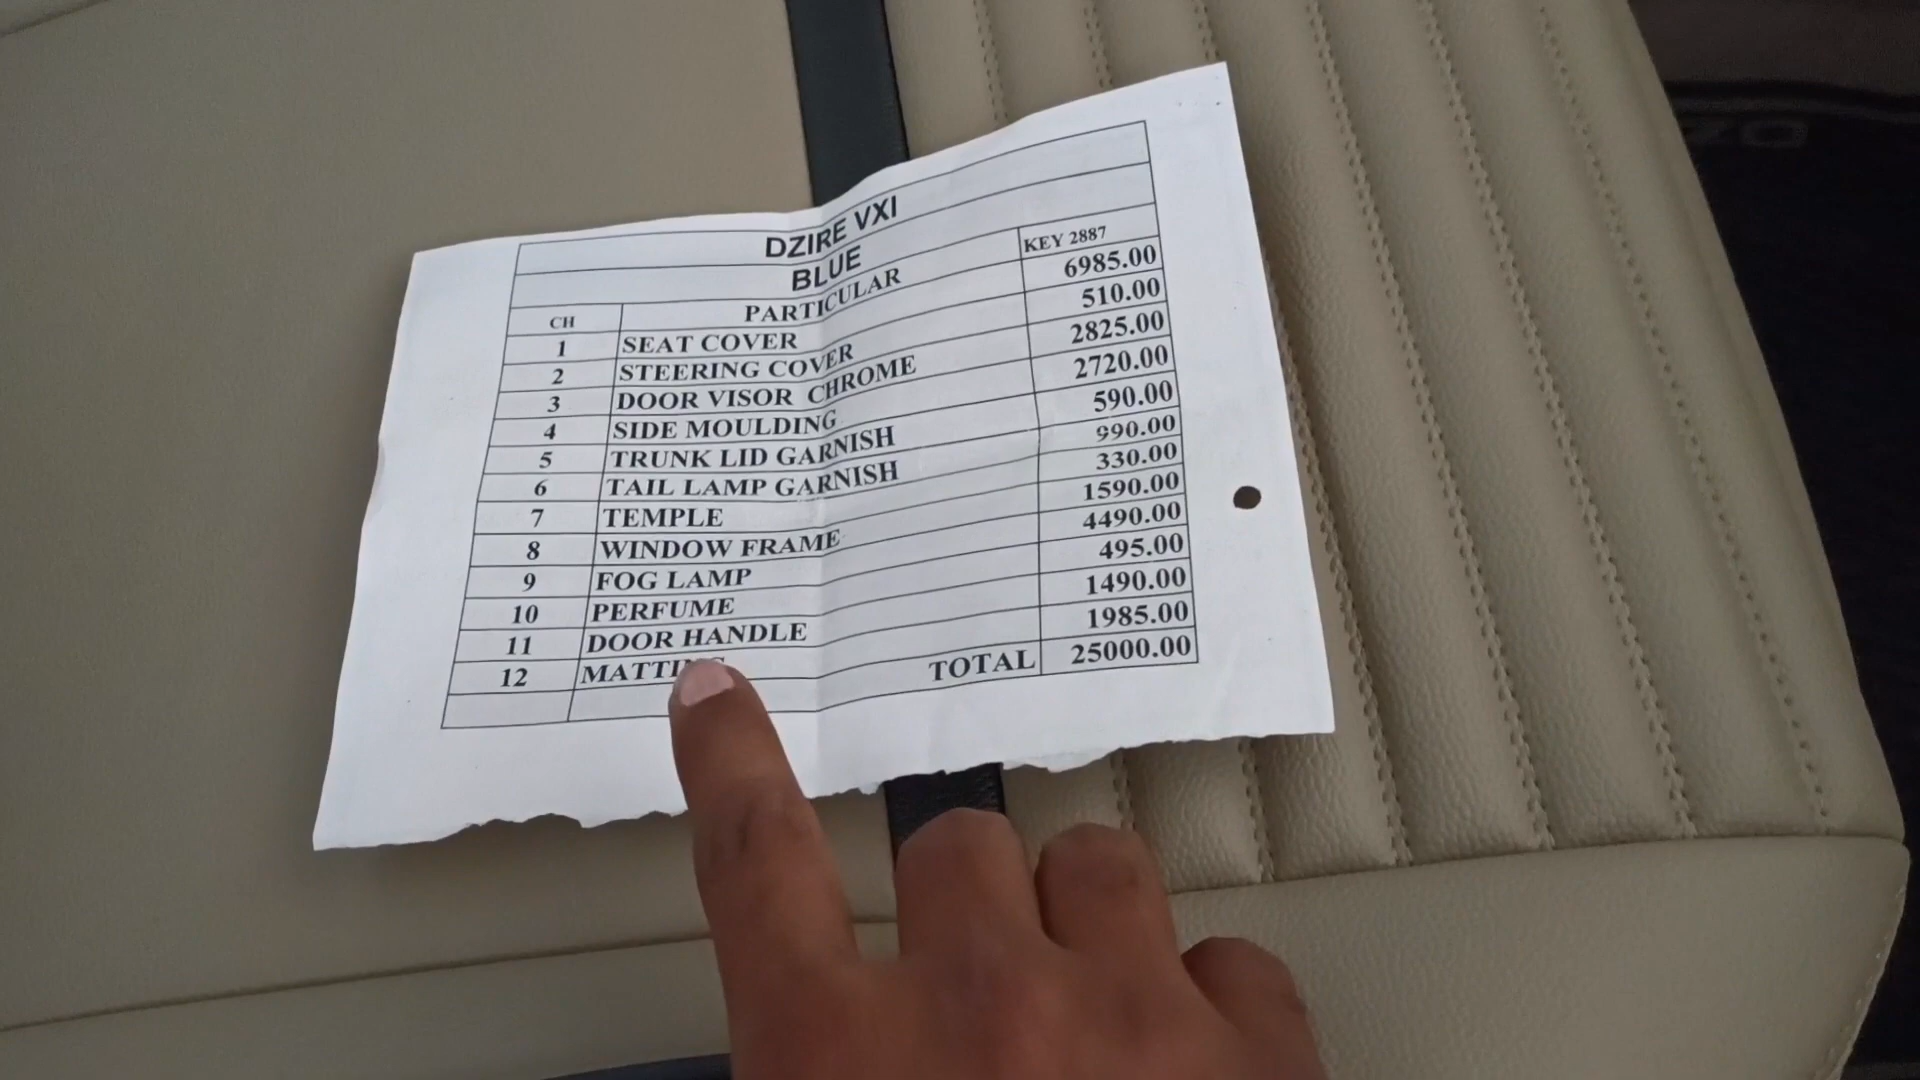 DZIRE VXI
BLUE
CH PARTICULAR KEY 2887
1 SEAT COVER 6985.00
2 STEERING COVER 510.00
3 DOOR VISOR CHROME 2825.00
4 SIDE MOULDING 2720.00
5 TRUNK LID GARNISH 590.00
6 TAIL LAMP GARNISH 990.00
7 TEMPLE 330.00
8 WINDOW FRAME 1590.00
9 FOG LAMP 4490.00
10 PERFUME 495.00
11 DOOR HANDLE 1490.00
12 MATTING 1985.00
TOTAL 25000.00